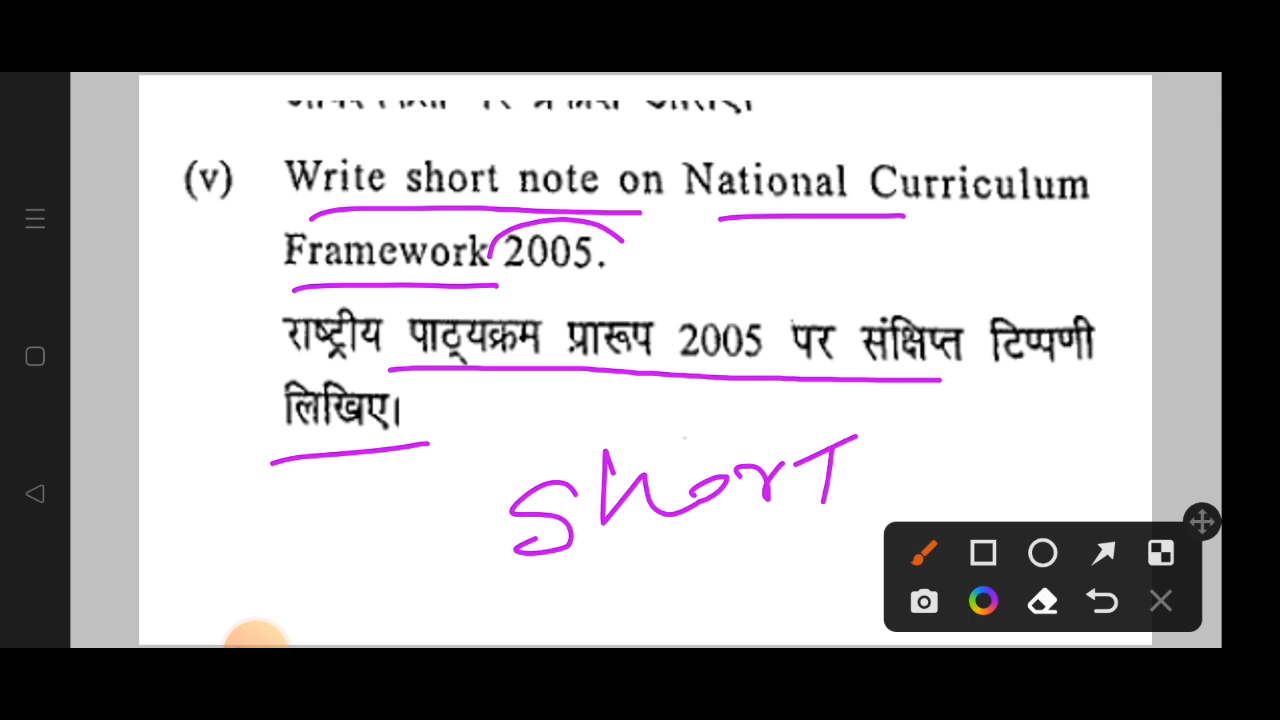 (v) Write short note on National Curriculum
Framework 2005.
राष्ट्रीय पाठ्यक्रम प्रारूप 2005 पर संक्षिप्त टिप्पणी
लिखिए।
Short